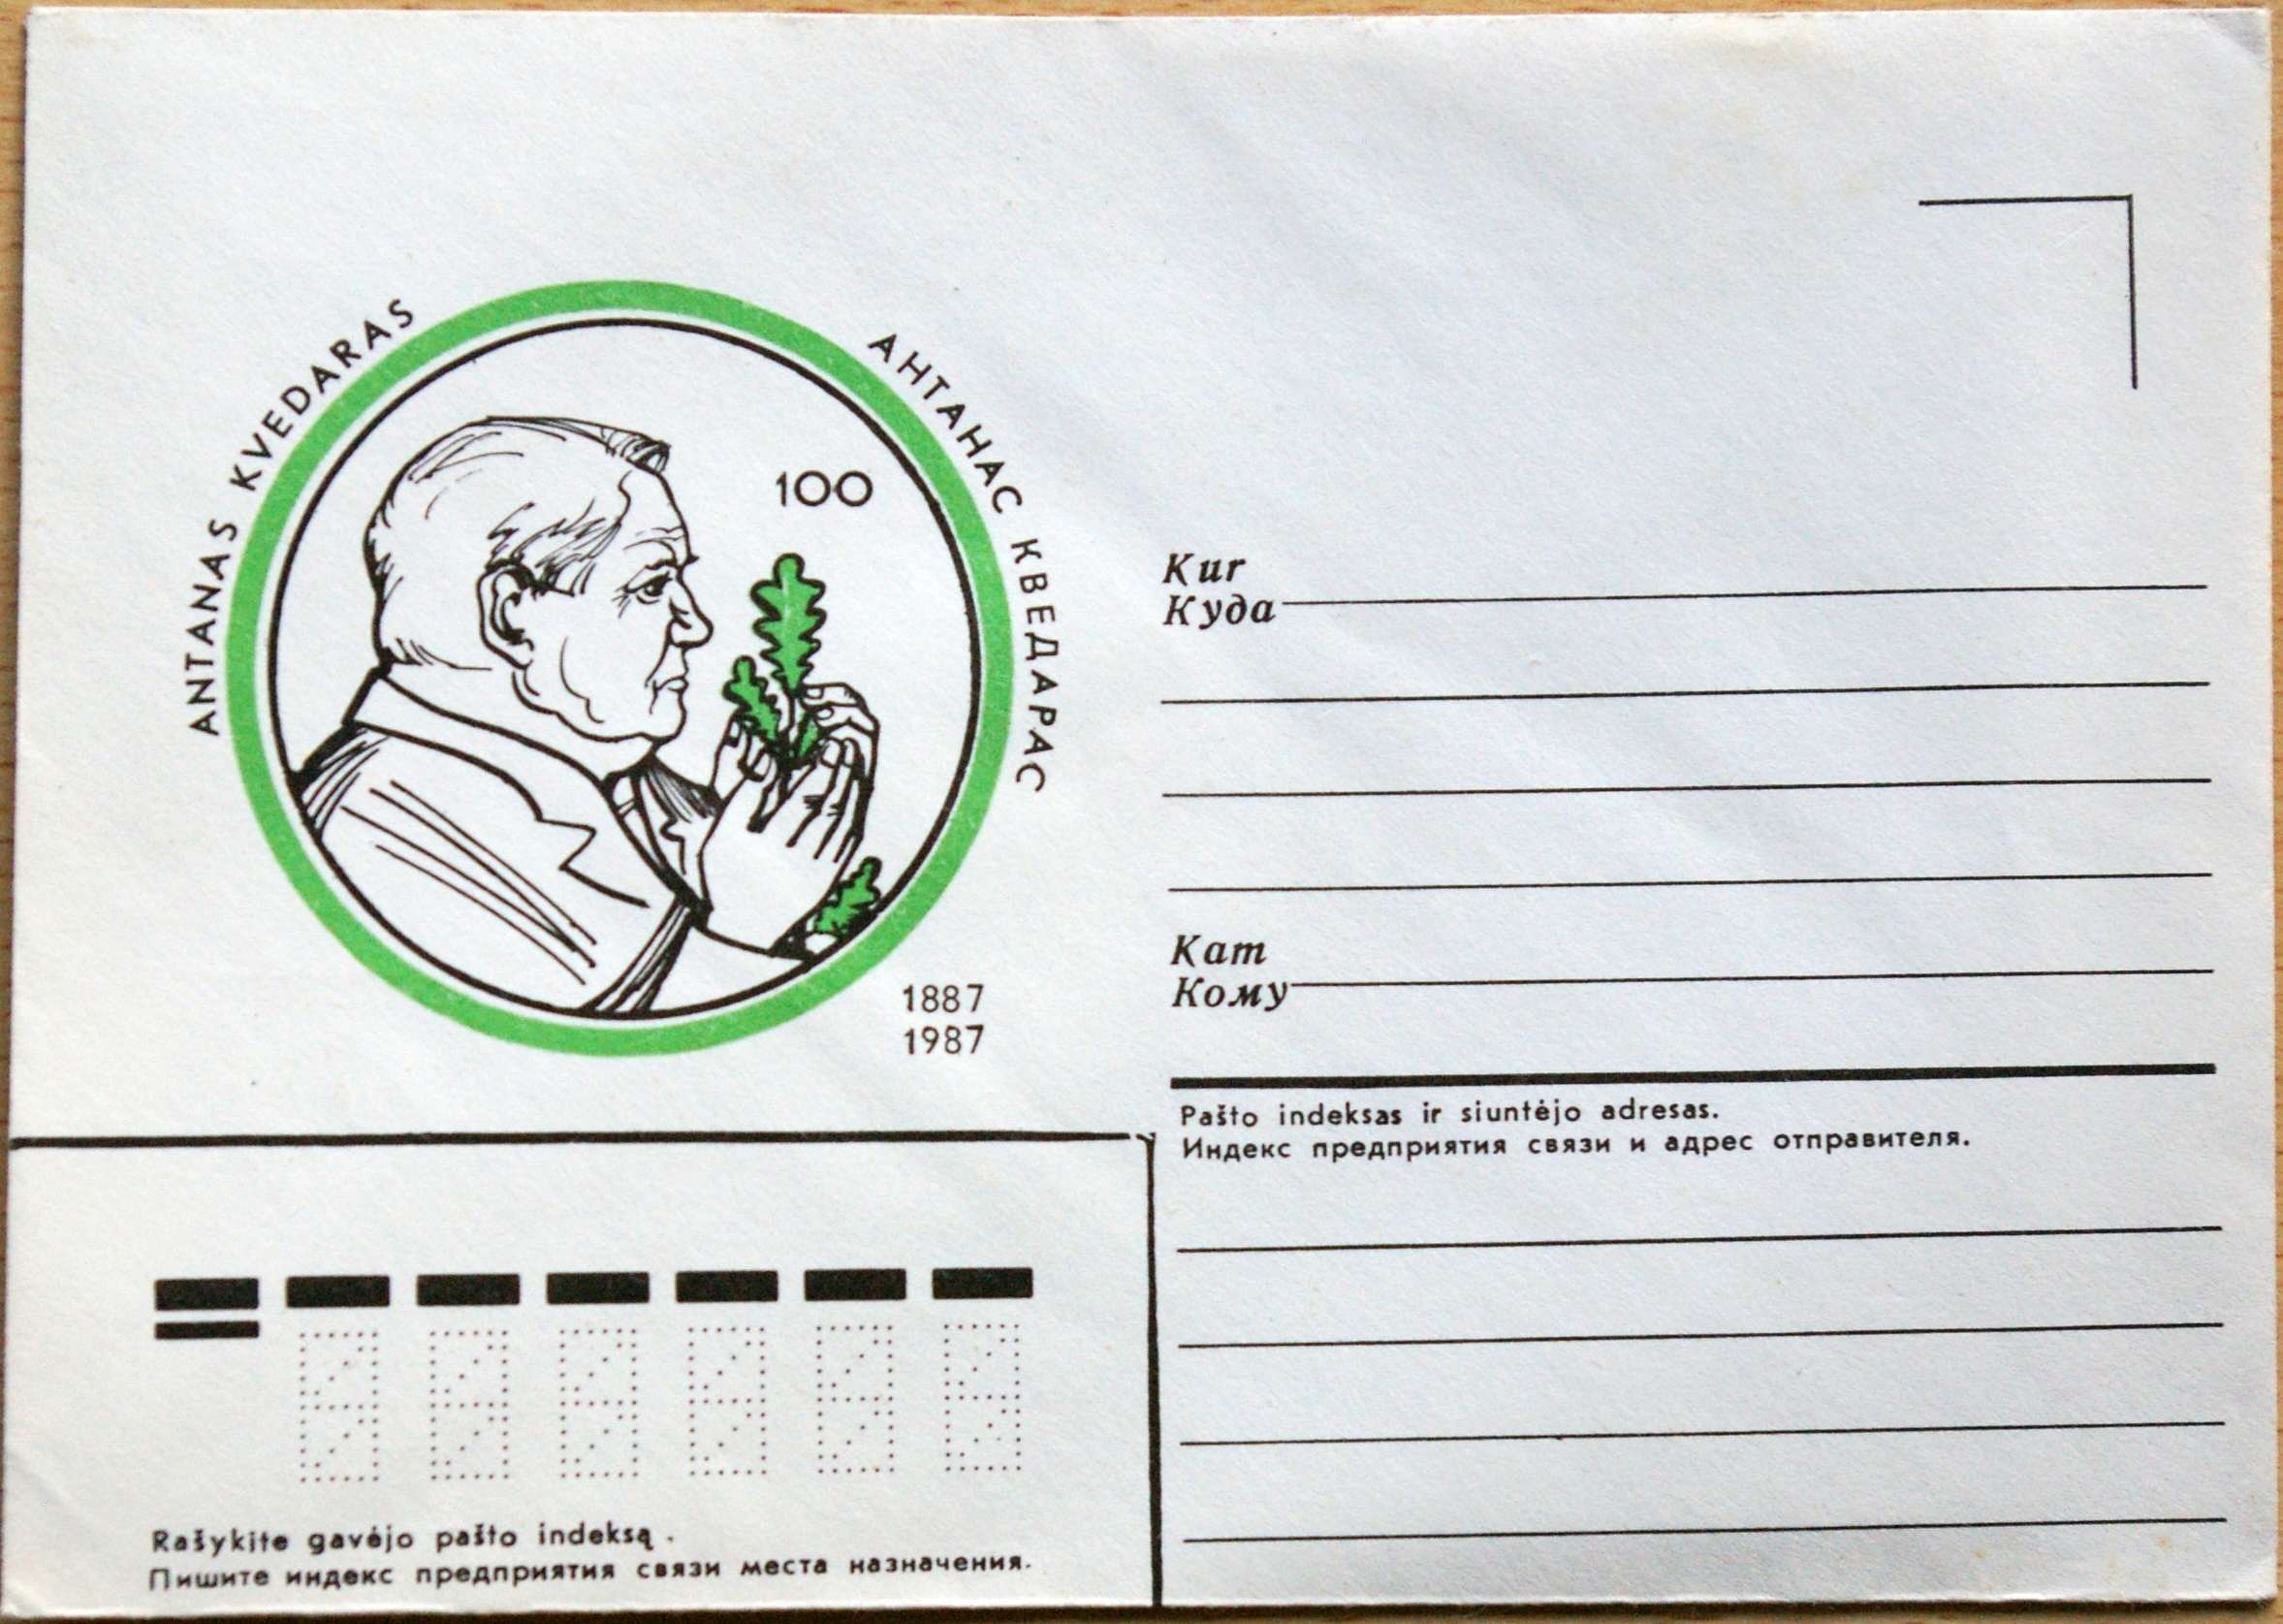 ANTANAS KVEDARAS
АНТАНАС КВЕДАРАС
100
1887
1987
Kur
Куда
Kam
Кому
Pašto indeksas ir siuntėjo adresas.
Индекс предприятия связи и адрес отправителя.
Rašykite gavėjo pašto indeksą.
Пишите индекс предприятия связи места назначения.